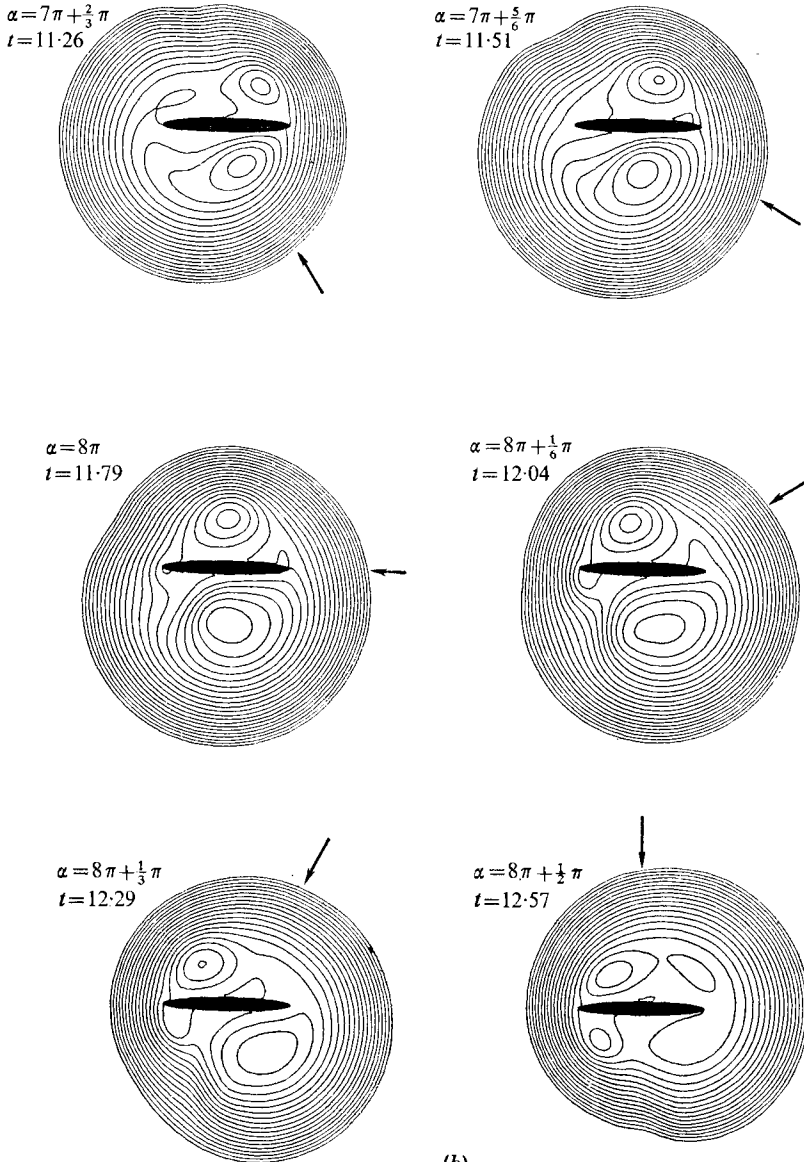 α=7π+2/3π
t=11·26
α=7π+5/6π
t=11·51
α=8π
t=11·79
α=8π+1/6π
t=12·04
α=8π+1/3π
t=12·29
α=8π+1/2π
t=12·57
(b)